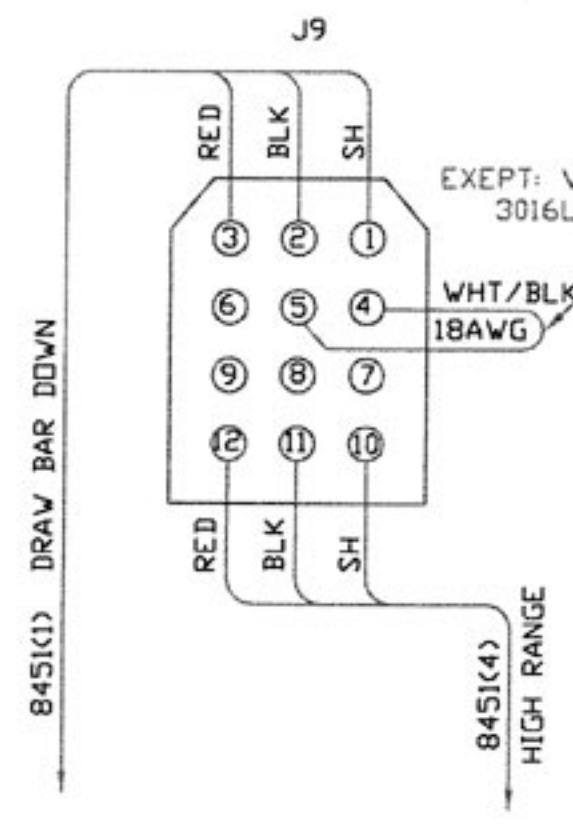 J9
RED
BLK
SH
EXEPT:
3016L
3
2
1
6
5
4
WHT/BLK
18AWG
9
8
7
12
11
10
RED
BLK
SH
8451(1) DRAW BAR DOWN
8451(4)
HIGH RANGE